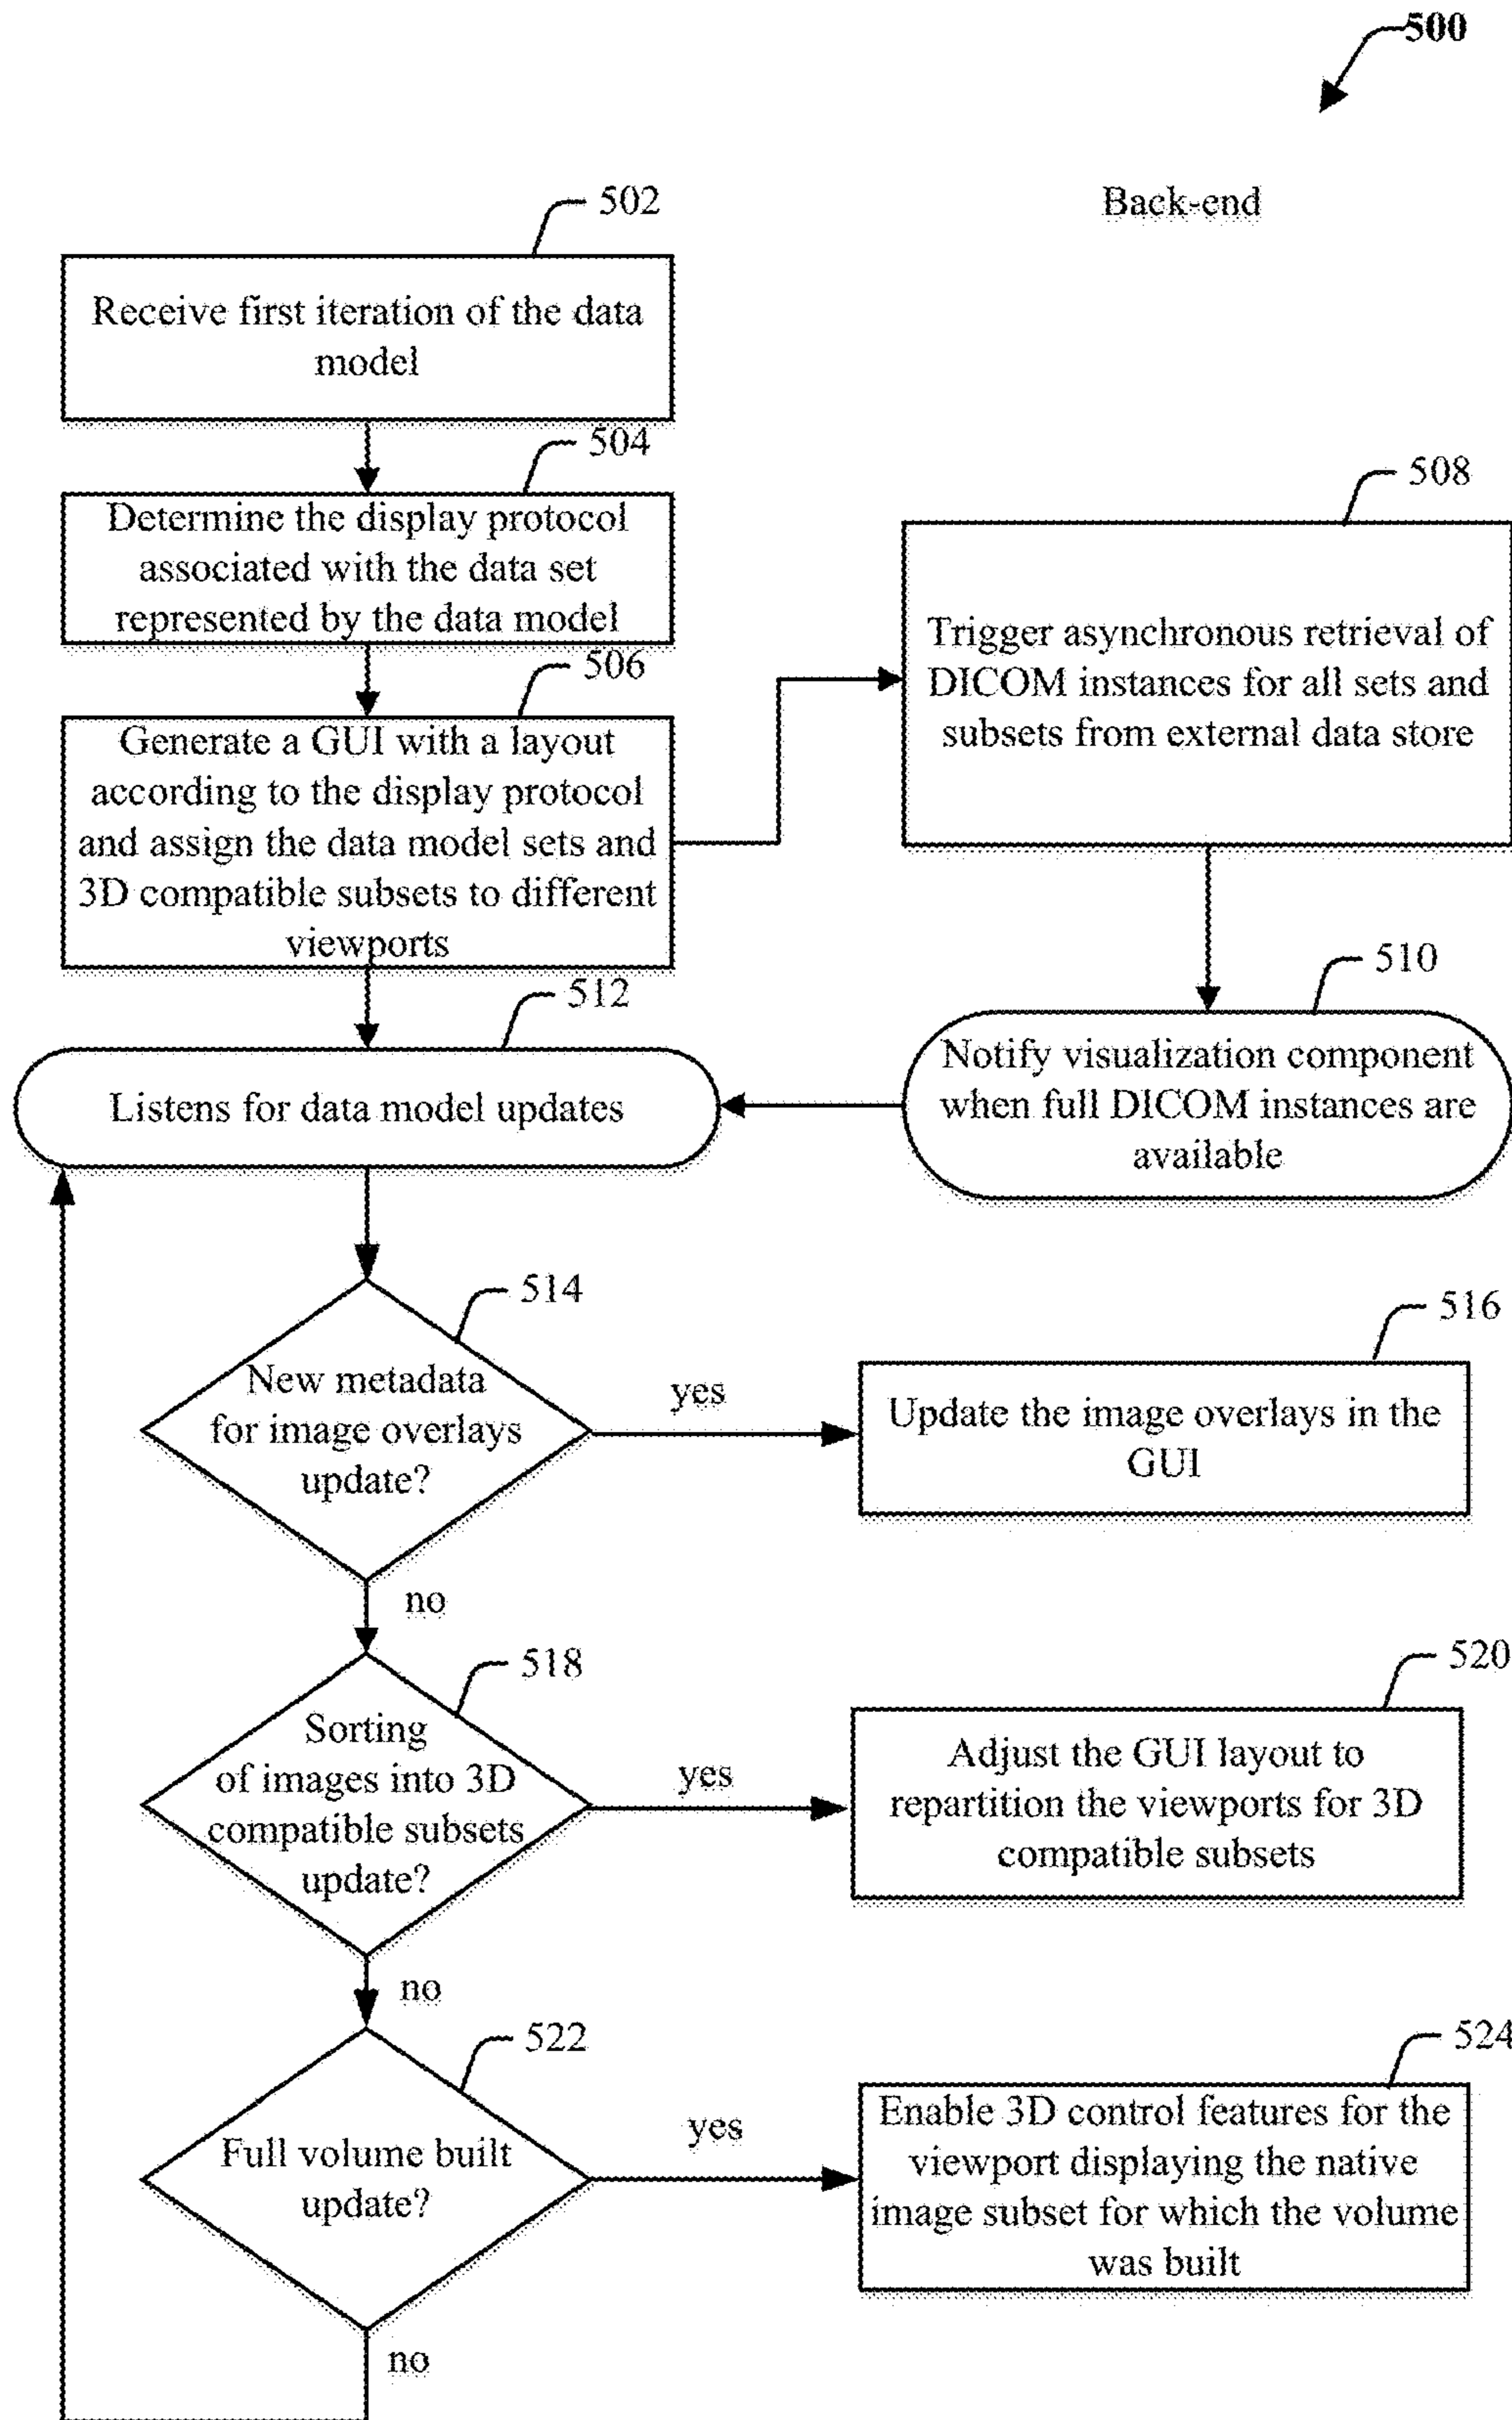 500
Back-end
502
Receive first iteration of the data
model
504
Determine the display protocol
associated with the data set
represented by the data model
506
Generate a GUI with a layout
according to the display protocol
and assign the data model sets and
3D compatible subsets to different
viewports
508
Trigger asynchronous retrieval of
DICOM instances for all sets and
subsets from external data store
510
Notify visualization component
when full DICOM instances are
available
512
Listens for data model updates
514
New metadata
for image overlays
update?
yes
516
Update the image overlays in the
GUI
no
518
Sorting
of images into 3D
compatible subsets
update?
yes
520
Adjust the GUI layout to
repartition the viewports for 3D
compatible subsets
no
522
Full volume built
update?
yes
524
Enable 3D control features for the
viewport displaying the native
image subset for which the volume
was built
no